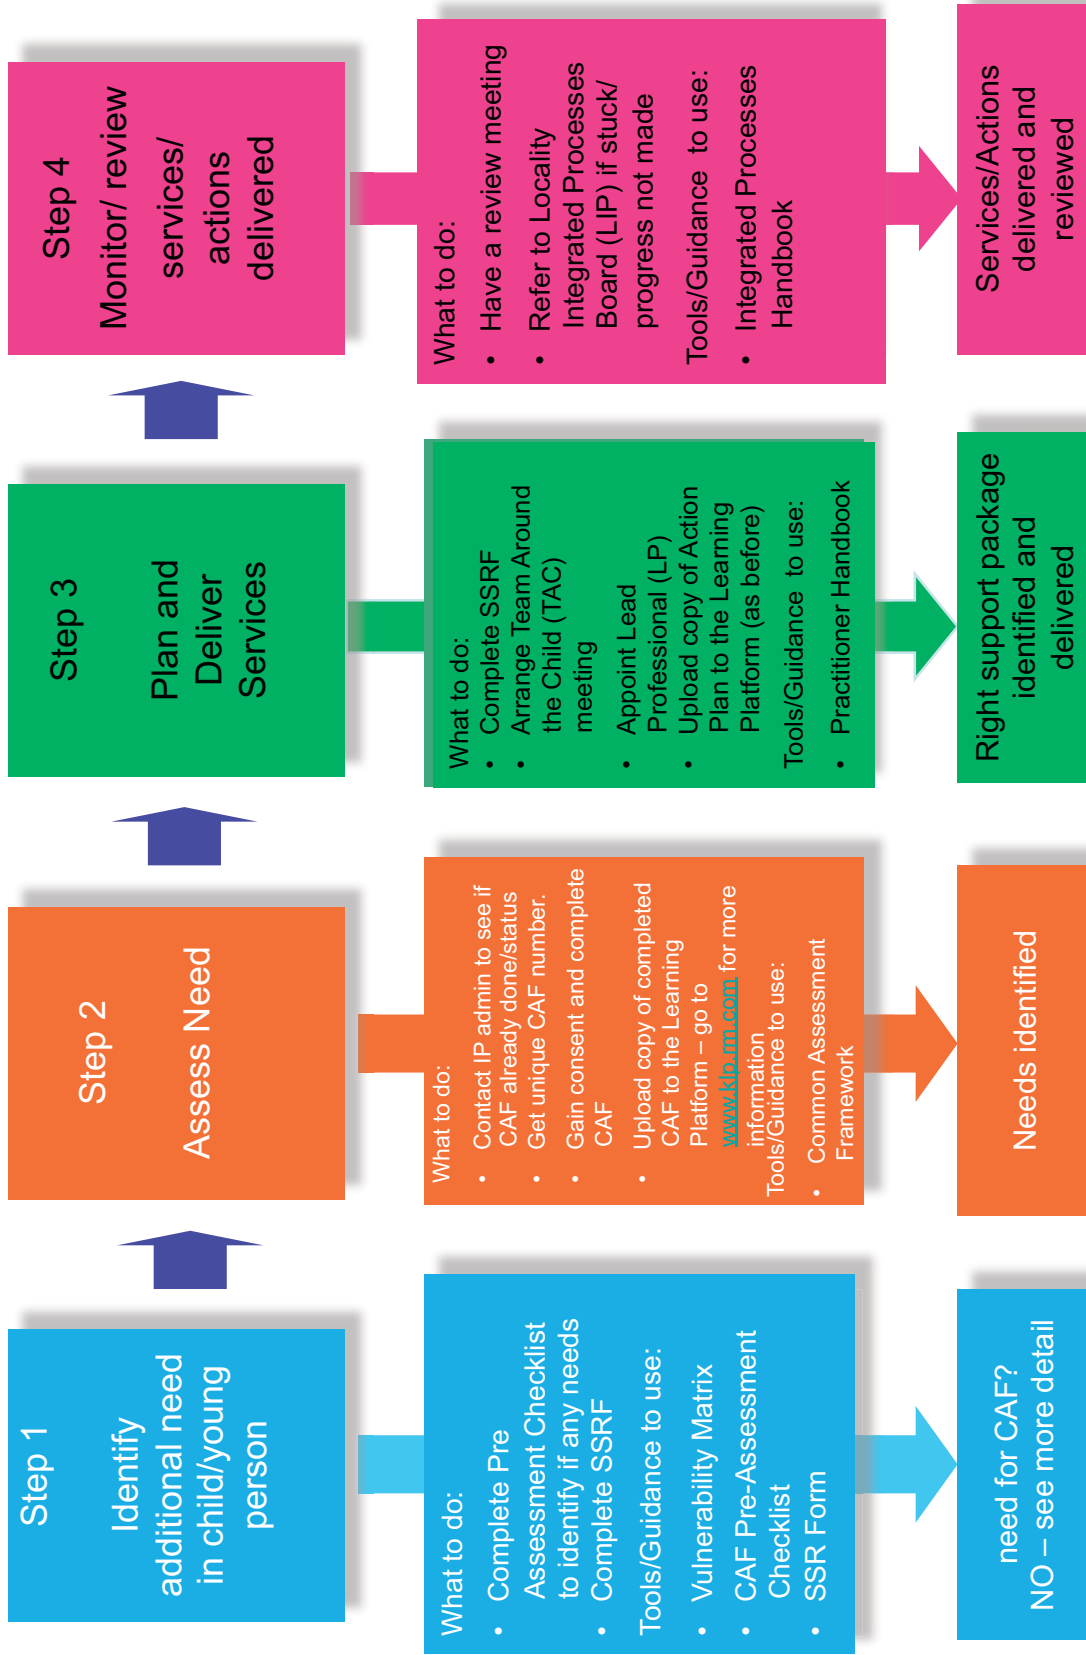 Step 1
Identify
additional need
in child/young
person
What to do:
• Complete Pre
Assessment Checklist
to identify if any needs
• Complete SSRF
Tools/Guidance to use:
• Vulnerability Matrix
• CAF Pre-Assessment
Checklist
• SSR Form
need for CAF?
NO – see more detail
Step 2
Assess Need
What to do:
• Contact IP admin to see if
CAF already done/status
• Get unique CAF number.
• Gain consent and complete
CAF
• Upload copy of completed
CAF to the Learning
Platform – go to
www.klp.rm.com for more
information
Tools/Guidance to use:
• Common Assessment
Framework
Needs identified
Step 3
Plan and
Deliver
Services
What to do:
• Complete SSRF
• Arrange Team Around
the Child (TAC)
meeting
• Appoint Lead
Professional (LP)
• Upload copy of Action
Plan to the Learning
Platform (as before)
Tools/Guidance to use:
• Practitioner Handbook
Right support package
identified and
delivered
Step 4
Monitor/ review
services/
actions
delivered
What to do:
• Have a review meeting
• Refer to Locality
Integrated Processes
Board (LIP) if stuck/
progress not made
Tools/Guidance to use:
• Integrated Processes
Handbook
Services/Actions
delivered and
reviewed